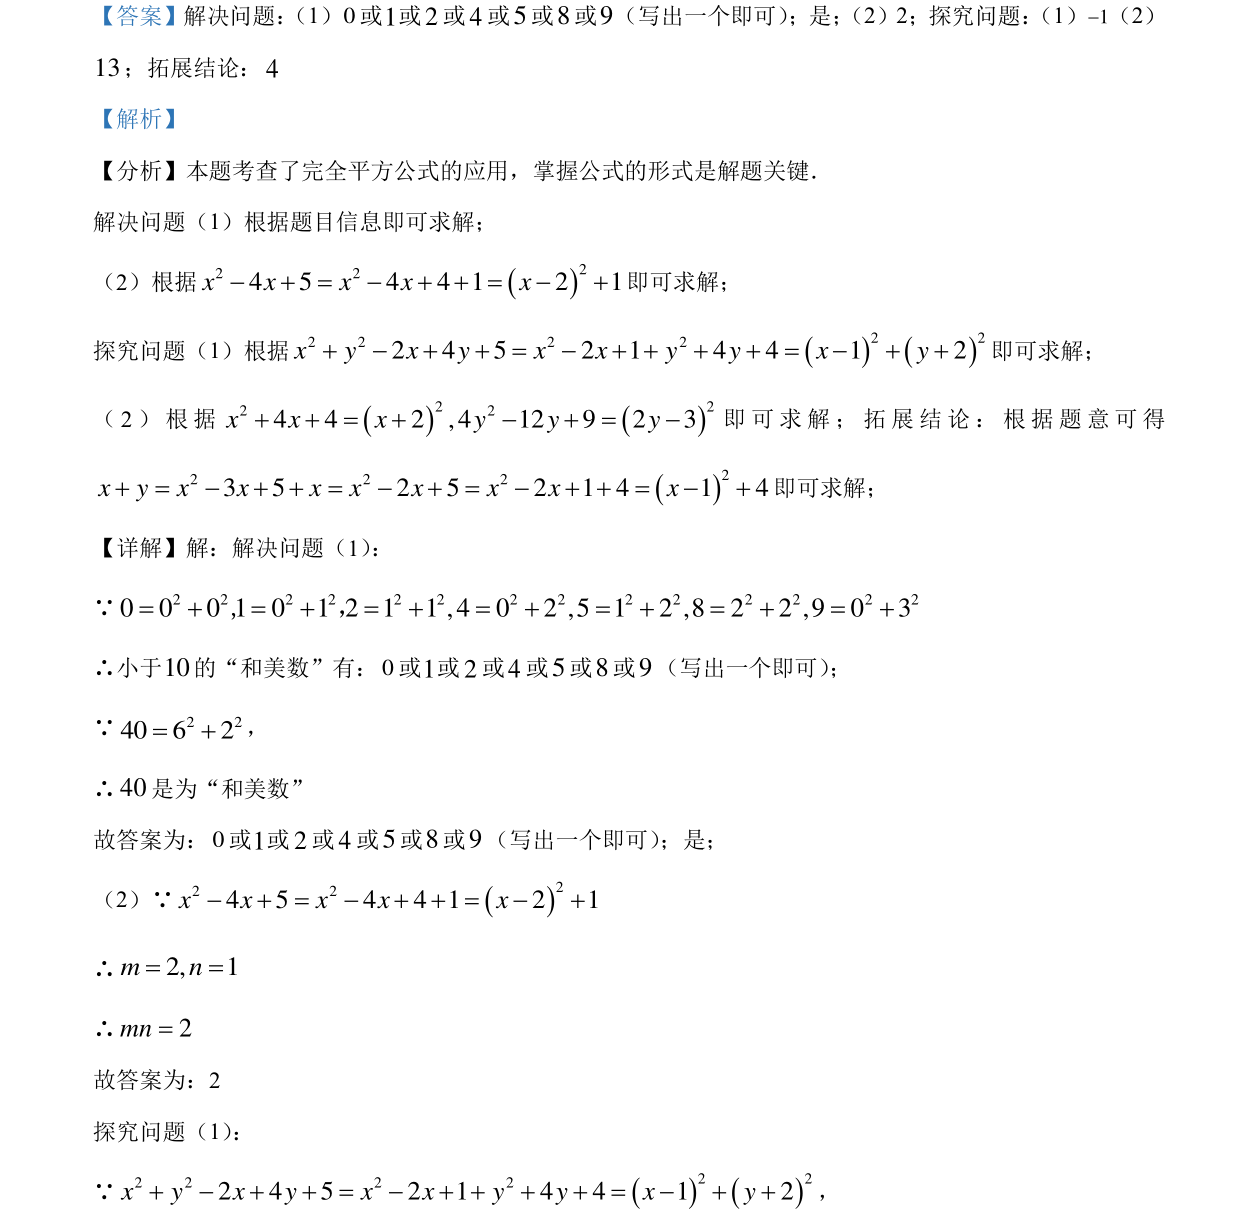 【答案】解决问题：（1）0或1或2或4或5或8或9（写出一个即可）；是；（2）2；探究问题：（1）−1（2）
13；拓展结论：4
【解析】
【分析】本题考查了完全平方公式的应用，掌握公式的形式是解题关键．
解决问题（1）根据题目信息即可求解；
（2）根据 x² − 4x + 5 = x² − 4x + 4 + 1 = (x − 2)² + 1 即可求解；
探究问题（1）根据 x² + y² − 2x + 4y + 5 = x² − 2x + 1 + y² + 4y + 4 = (x − 1)² + (y + 2)² 即可求解；
（2）根据 x² + 4x + 4 = (x + 2)², 4y² − 12y + 9 = (2y − 3)² 即可求解；拓展结论：根据题意可得
x + y = x² − 3x + 5 + x = x² − 2x + 5 = x² − 2x + 1 + 4 = (x − 1)² + 4 即可求解；
【详解】解：解决问题（1）：
∵ 0 = 0² + 0², 1 = 0² + 1², 2 = 1² + 1², 4 = 0² + 2², 5 = 1² + 2², 8 = 2² + 2², 9 = 0² + 3²
∴小于10的“和美数”有：0或1或2或4或5或8或9（写出一个即可）；
∵ 40 = 6² + 2²，
∴ 40是为“和美数”
故答案为：0或1或2或4或5或8或9（写出一个即可）；是；
（2）∵ x² − 4x + 5 = x² − 4x + 4 + 1 = (x − 2)² + 1
∴ m = 2, n = 1
∴ mn = 2
故答案为：2
探究问题（1）：
∵ x² + y² − 2x + 4y + 5 = x² − 2x + 1 + y² + 4y + 4 = (x − 1)² + (y + 2)²，